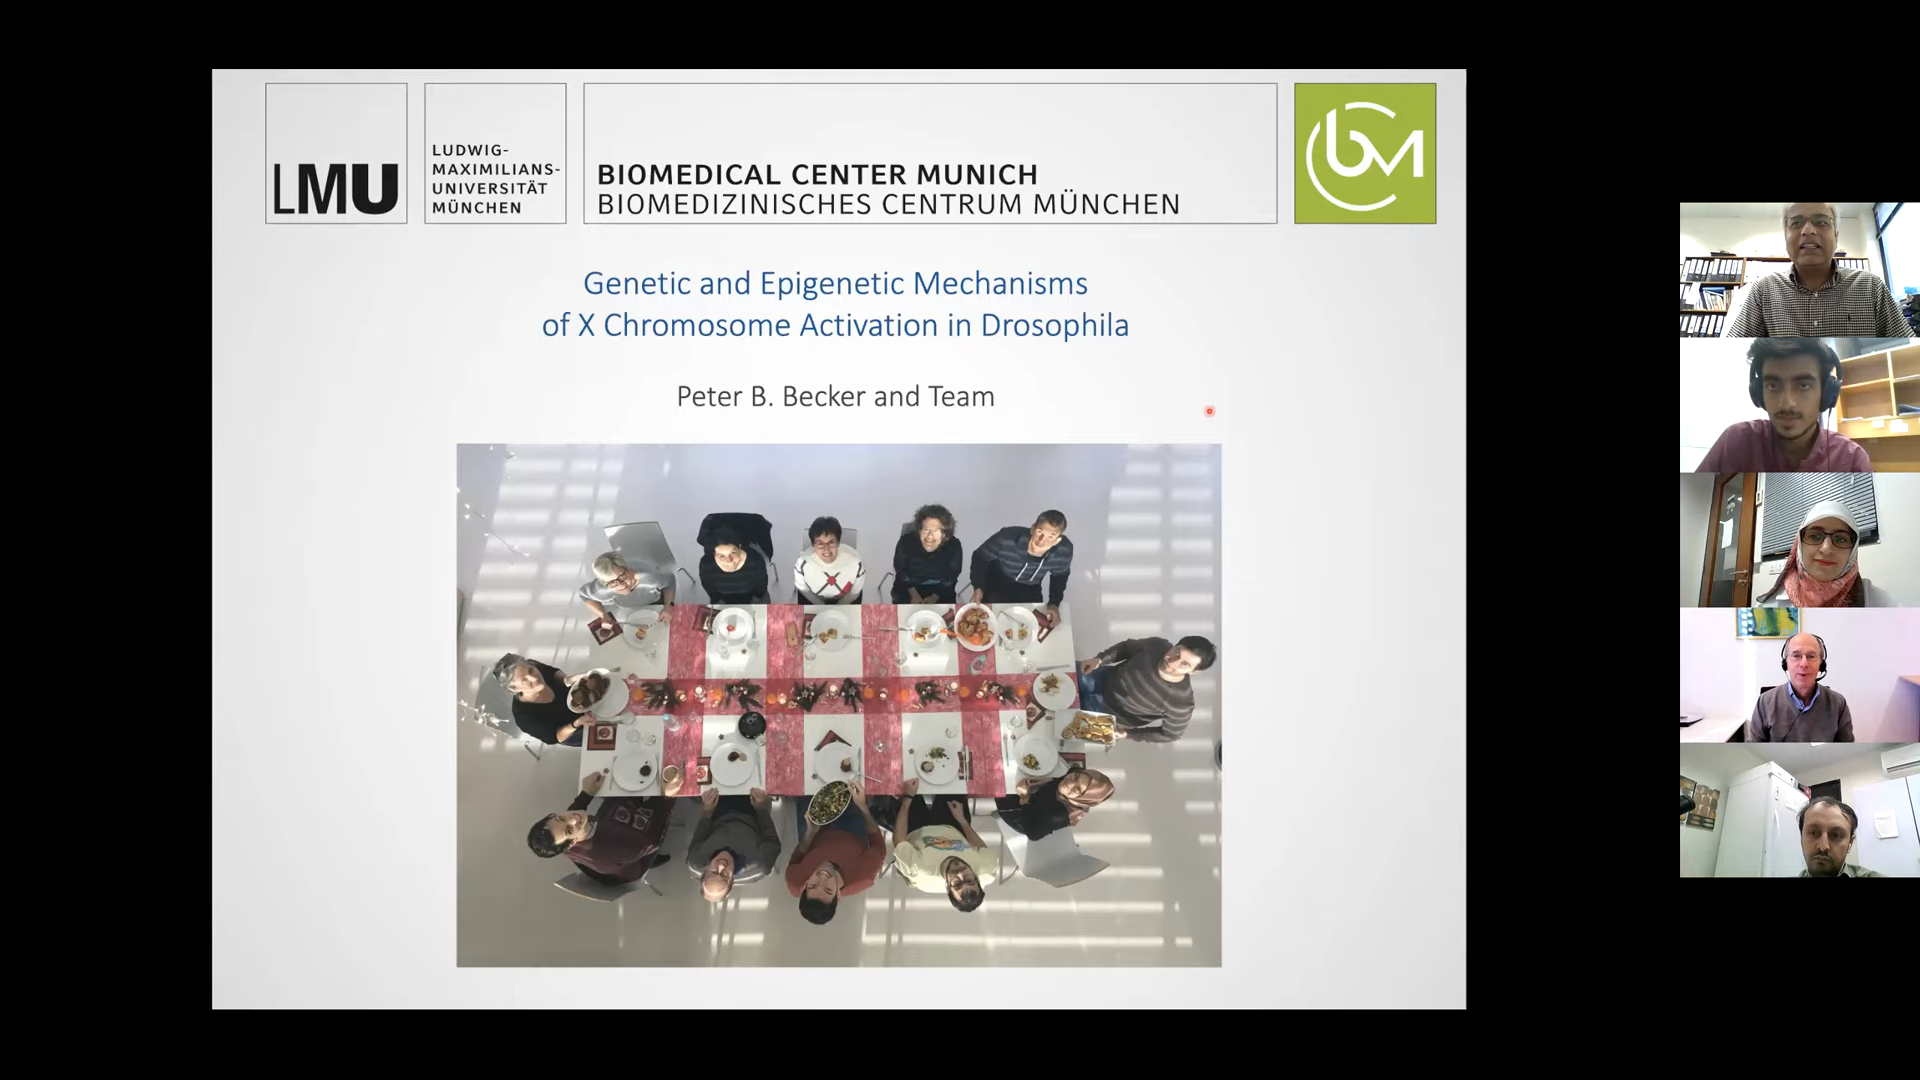 LMU
LUDWIG-
MAXIMILIANS-
UNIVERSITÄT
MÜNCHEN
BIOMEDICAL CENTER MUNICH
BIOMEDIZINISCHES CENTRUM MÜNCHEN
bm
Genetic and Epigenetic Mechanisms
of X Chromosome Activation in Drosophila
Peter B. Becker and Team